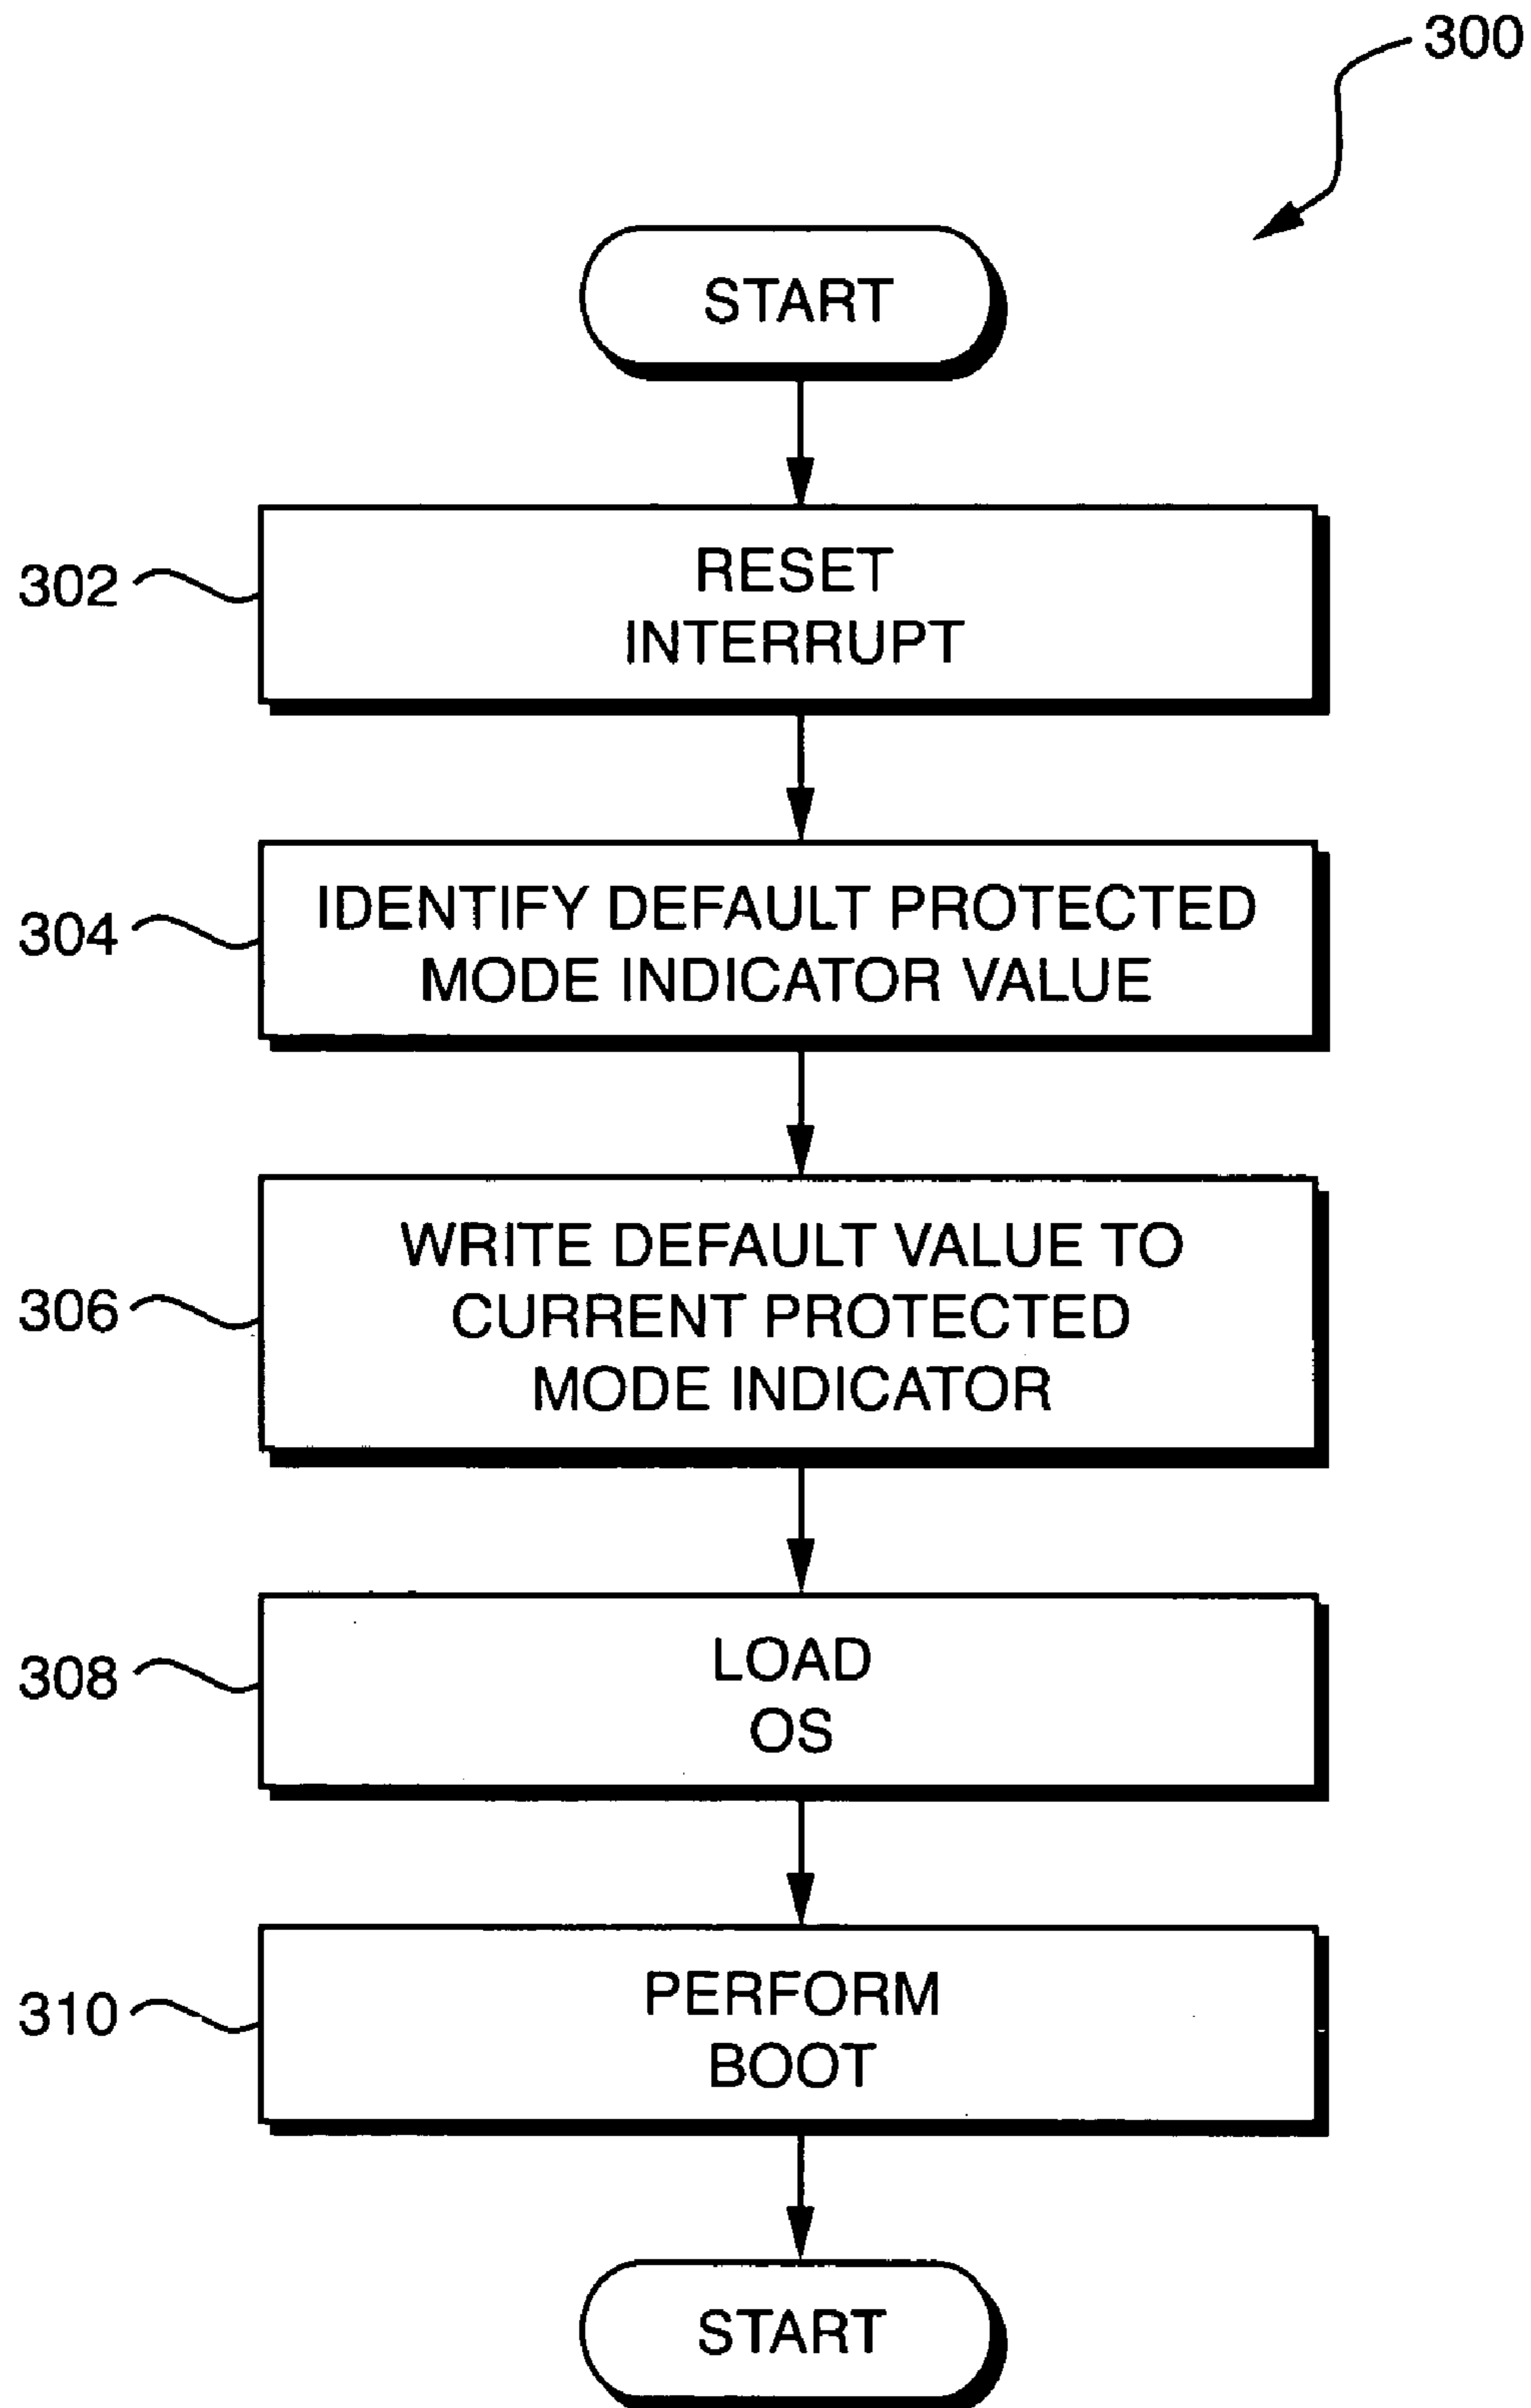 300
START
302
RESET
INTERRUPT
304
IDENTIFY DEFAULT PROTECTED
MODE INDICATOR VALUE
306
WRITE DEFAULT VALUE TO
CURRENT PROTECTED
MODE INDICATOR
308
LOAD
OS
310
PERFORM
BOOT
START